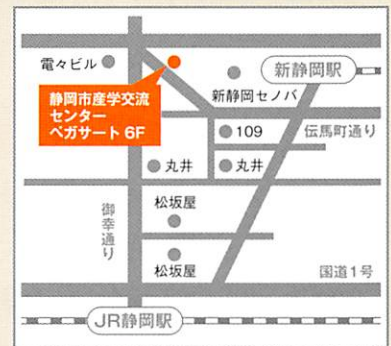 電々ビル
新静岡駅
静岡市産学交流
センター
ペガサート 6F
新静岡セノバ
109
伝馬町通り
丸井
丸井
御幸通り
松坂屋
松坂屋
国道1号
JR静岡駅